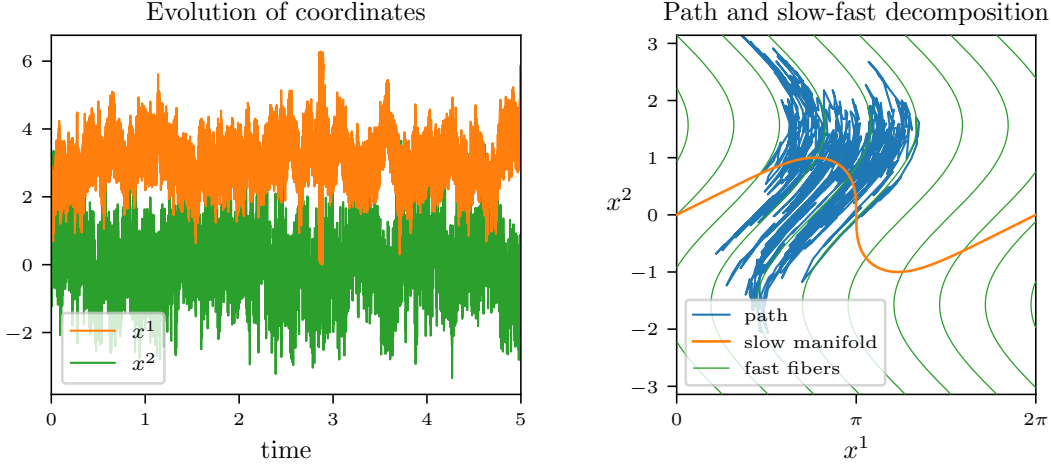 Evolution of coordinates
6
4
2
0
−2
0
1
2
3
4
5
time
x¹
x²
Path and slow-fast decomposition
3
2
1
0
−1
−2
−3
x²
0
π
2π
x¹
path
slow manifold
fast fibers